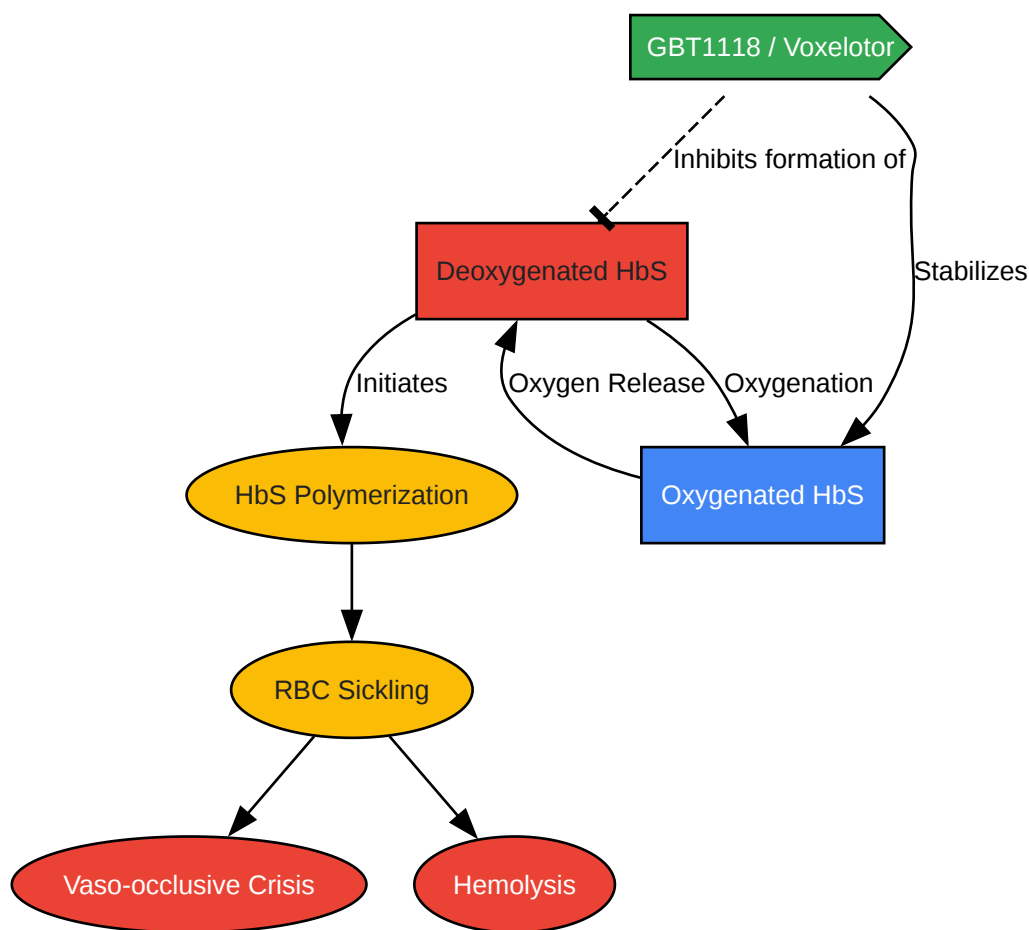 GBT1118 / Voxelotor
Inhibits formation of
Deoxygenated HbS
Stabilizes
Initiates
Oxygen Release
Oxygenation
HbS Polymerization
Oxygenated HbS
RBC Sickling
Vaso-occlusive Crisis
Hemolysis